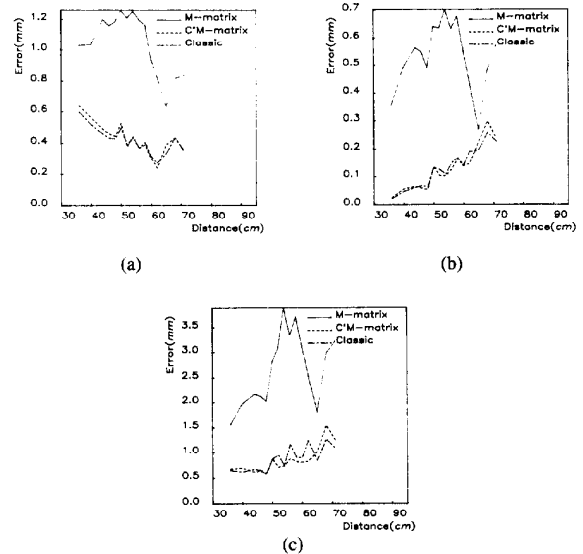 1.2
1.0
0.8
0.6
0.4
0.2
0.0
Error(mm)
M-matrix
C'M-matrix
Classic
30 40 50 60 70 80 90
Distance(cm)
(a)
0.7
0.6
0.5
0.4
0.3
0.2
0.1
0.0
Error(mm)
M-matrix
C'M-matrix
Classic
30 40 50 60 70 80 90
Distance(cm)
(b)
3.5
3.0
2.5
2.0
1.5
1.0
0.5
0.0
Error(mm)
M-matrix
C'M-matrix
Classic
30 40 50 60 70 80 90
Distance(cm)
(c)